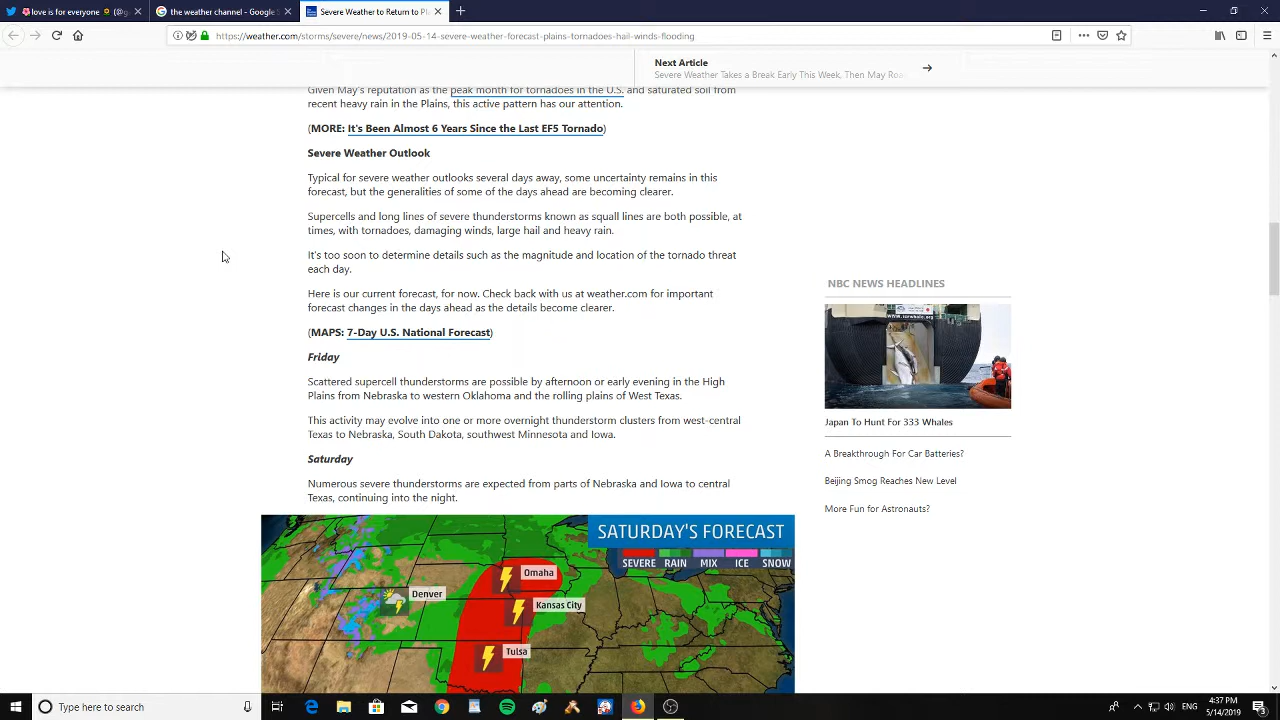 love is for everyone
(@g
the weather channel - Google S
Severe Weather to Return to Pl
https://weather.com/storms/severe/news/2019-05-14-severe-weather-forecast-plains-tornadoes-hail-winds-flooding
Next Article
Severe Weather Takes a Break Early This Week, Then May Roa
Given May's reputation as the peak month for tornadoes in the U.S. and saturated soil from
recent heavy rain in the Plains, this active pattern has our attention.
(MORE: It's Been Almost 6 Years Since the Last EF5 Tornado)
Severe Weather Outlook
Typical for severe weather outlooks several days away, some uncertainty remains in this
forecast, but the generalities of some of the days ahead are becoming clearer.
Supercells and long lines of severe thunderstorms known as squall lines are both possible, at
times, with tornadoes, damaging winds, large hail and heavy rain.
It's too soon to determine details such as the magnitude and location of the tornado threat
each day.
Here is our current forecast, for now. Check back with us at weather.com for important
forecast changes in the days ahead as the details become clearer.
(MAPS: 7-Day U.S. National Forecast)
Friday
Scattered supercell thunderstorms are possible by afternoon or early evening in the High
Plains from Nebraska to western Oklahoma and the rolling plains of West Texas.
This activity may evolve into one or more overnight thunderstorm clusters from west-central
Texas to Nebraska, South Dakota, southwest Minnesota and Iowa.
Saturday
Numerous severe thunderstorms are expected from parts of Nebraska and Iowa to central
Texas, continuing into the night.
SATURDAY'S FORECAST
SEVERE RAIN MIX ICE SNOW
Omaha
Denver
Kansas City
Tulsa
NBC NEWS HEADLINES
Japan To Hunt For 333 Whales
A Breakthrough For Car Batteries?
Beijing Smog Reaches New Level
More Fun for Astronauts?
Type here to search
ENG
4:37 PM
5/14/2019